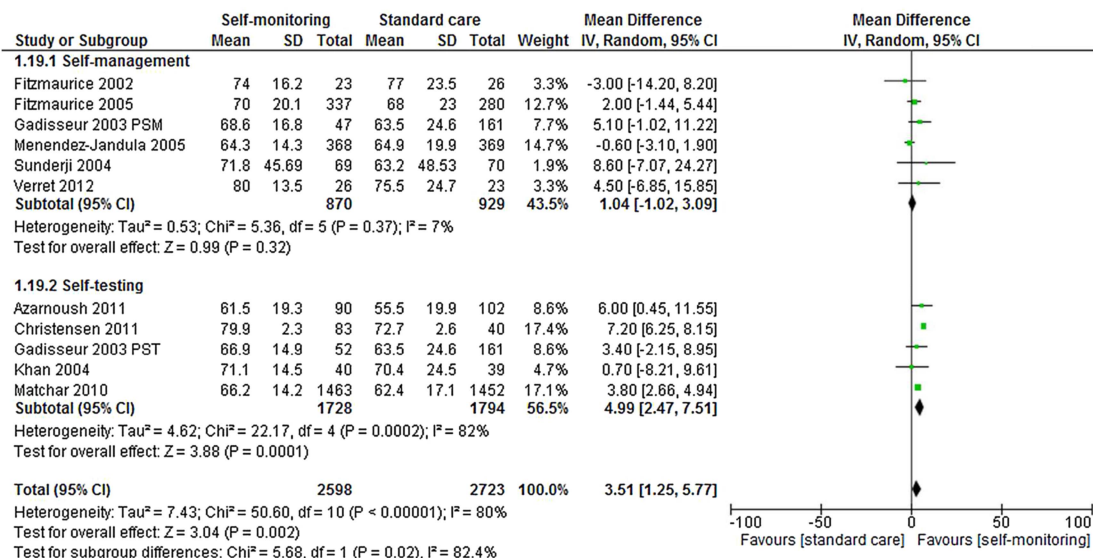 Self-monitoring Standard care Mean Difference Mean Difference
Study or Subgroup Mean SD Total Mean SD Total Weight IV, Random, 95% CI IV, Random, 95% CI
1.19.1 Self-management
Fitzmaurice 2002 74 16.2 23 77 23.5 26 3.3% -3.00 [-14.20, 8.20]
Fitzmaurice 2005 70 20.1 337 68 23 280 12.7% 2.00 [-1.44, 5.44]
Gadisseur 2003 PSM 68.6 16.8 47 63.5 24.6 161 7.7% 5.10 [-1.02, 11.22]
Menendez-Jandula 2005 64.3 14.3 368 64.9 19.9 369 14.7% -0.60 [-3.10, 1.90]
Sunderji 2004 71.8 45.69 69 63.2 48.53 70 1.9% 8.60 [-7.07, 24.27]
Verret 2012 80 13.5 26 75.5 24.7 23 3.3% 4.50 [-6.85, 15.85]
Subtotal (95% CI) 870 929 43.5% 1.04 [-1.02, 3.09]
Heterogeneity: Tau² = 0.53; Chi² = 5.36, df = 5 (P = 0.37); I² = 7%
Test for overall effect: Z = 0.99 (P = 0.32)
1.19.2 Self-testing
Azarnoush 2011 61.5 19.3 90 55.5 19.9 102 8.6% 6.00 [0.45, 11.55]
Christensen 2011 79.9 2.3 83 72.7 2.6 40 17.4% 7.20 [6.25, 8.15]
Gadisseur 2003 PST 66.9 14.9 52 63.5 24.6 161 8.6% 3.40 [-2.15, 8.95]
Khan 2004 71.1 14.5 40 70.4 24.5 39 4.7% 0.70 [-8.21, 9.61]
Matchar 2010 66.2 14.2 1463 62.4 17.1 1452 17.1% 3.80 [2.66, 4.94]
Subtotal (95% CI) 1728 1794 56.5% 4.99 [2.47, 7.51]
Heterogeneity: Tau² = 4.62; Chi² = 22.17, df = 4 (P = 0.0002); I² = 82%
Test for overall effect: Z = 3.88 (P = 0.0001)
Total (95% CI) 2598 2723 100.0% 3.51 [1.25, 5.77]
Heterogeneity: Tau² = 7.43; Chi² = 50.60, df = 10 (P < 0.00001); I² = 80%
Test for overall effect: Z = 3.04 (P = 0.002)
Test for subgroup differences: Chi² = 5.68, df = 1 (P = 0.02), I² = 82.4%
-100 -50 0 50 100
Favours [standard care] Favours [self-monitoring]